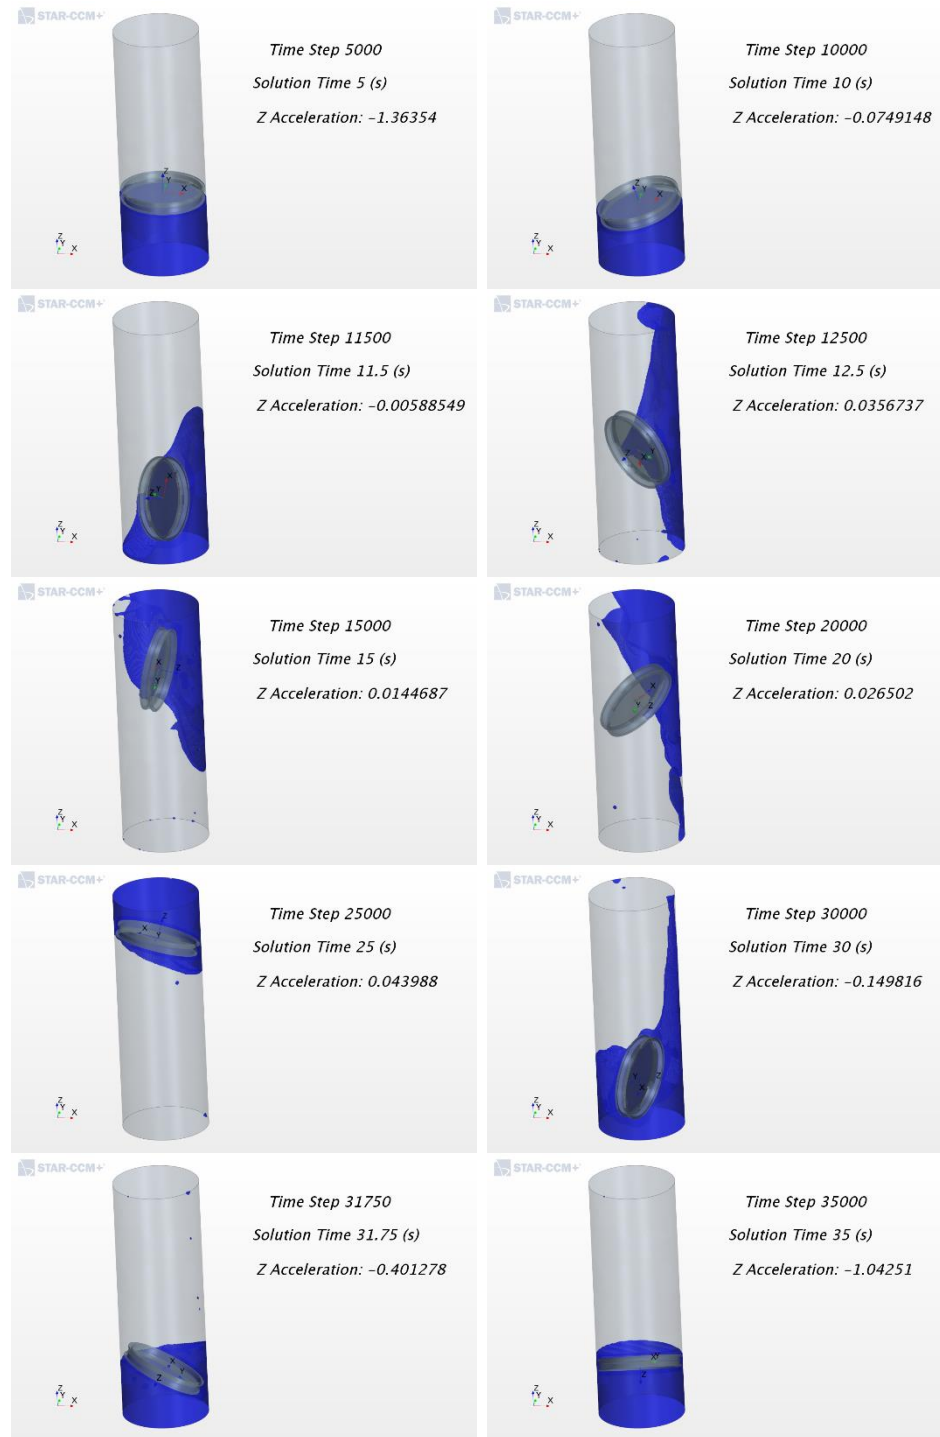 STAR-CCM+
Time Step 5000
Solution Time 5 (s)
Z Acceleration: -1.36354
Z
Y
X
Z
Y
X
STAR-CCM+
Time Step 10000
Solution Time 10 (s)
Z Acceleration: -0.0749148
Z
Y
X
Z
Y
X
STAR-CCM+
Time Step 11500
Solution Time 11.5 (s)
Z Acceleration: -0.00588549
X
Z
Y
Z
Y
X
STAR-CCM+
Time Step 12500
Solution Time 12.5 (s)
Z Acceleration: 0.0356737
Z
X
Y
Z
Y
X
STAR-CCM+
Time Step 15000
Solution Time 15 (s)
Z Acceleration: 0.0144687
X
Z
Y
Z
Y
X
STAR-CCM+
Time Step 20000
Solution Time 20 (s)
Z Acceleration: 0.026502
X
Y
Z
Z
Y
X
STAR-CCM+
Time Step 25000
Solution Time 25 (s)
Z Acceleration: 0.043988
Z
X
Y
Z
Y
X
STAR-CCM+
Time Step 30000
Solution Time 30 (s)
Z Acceleration: -0.149816
Y
Z
X
Z
Y
X
STAR-CCM+
Time Step 31750
Solution Time 31.75 (s)
Z Acceleration: -0.401278
X
Y
Z
Z
Y
X
STAR-CCM+
Time Step 35000
Solution Time 35 (s)
Z Acceleration: -1.04251
X
Y
Z
Z
Y
X